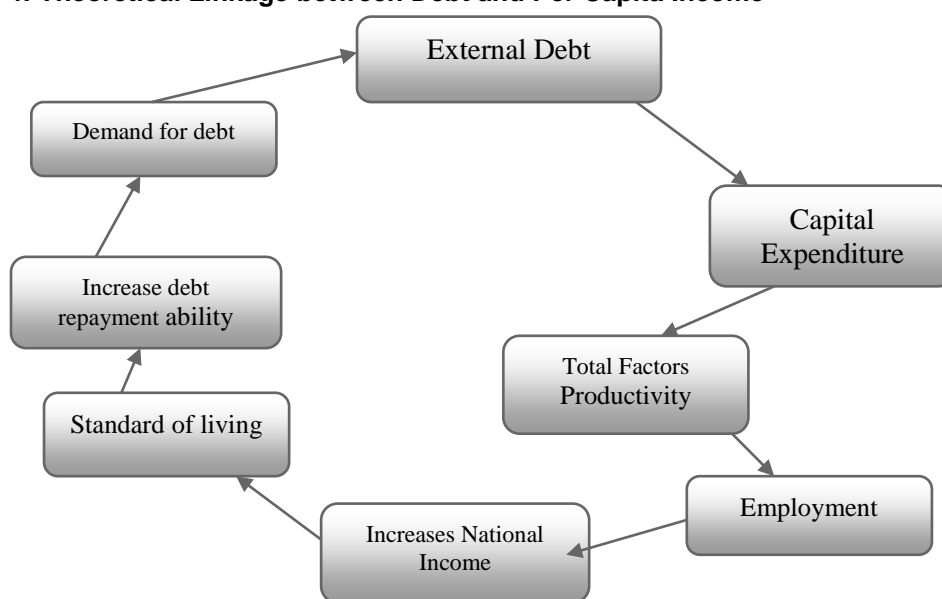 Theoretical Linkage between Debt and Per Capita Income
External Debt
Capital
Expenditure
Total Factors
Productivity
Employment
Increases National
Income
Standard of living
Increase debt
repayment ability
Demand for debt